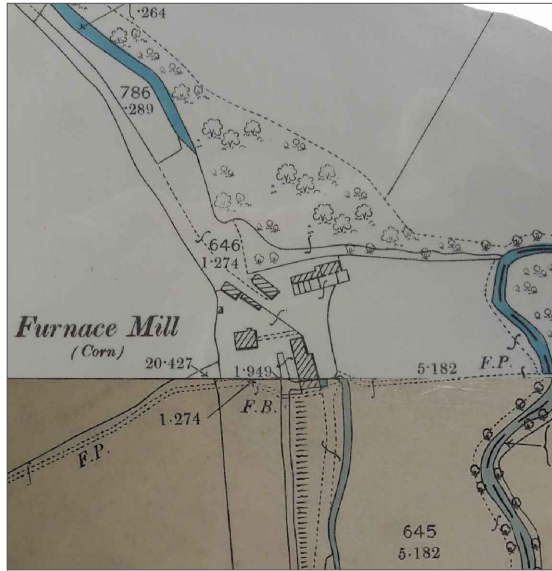 ·264
786
·289
646
1·274
Furnace Mill
(Corn)
20·427
1·949
5·182
F.P.
1·274
F.B.
F.P.
645
5·182